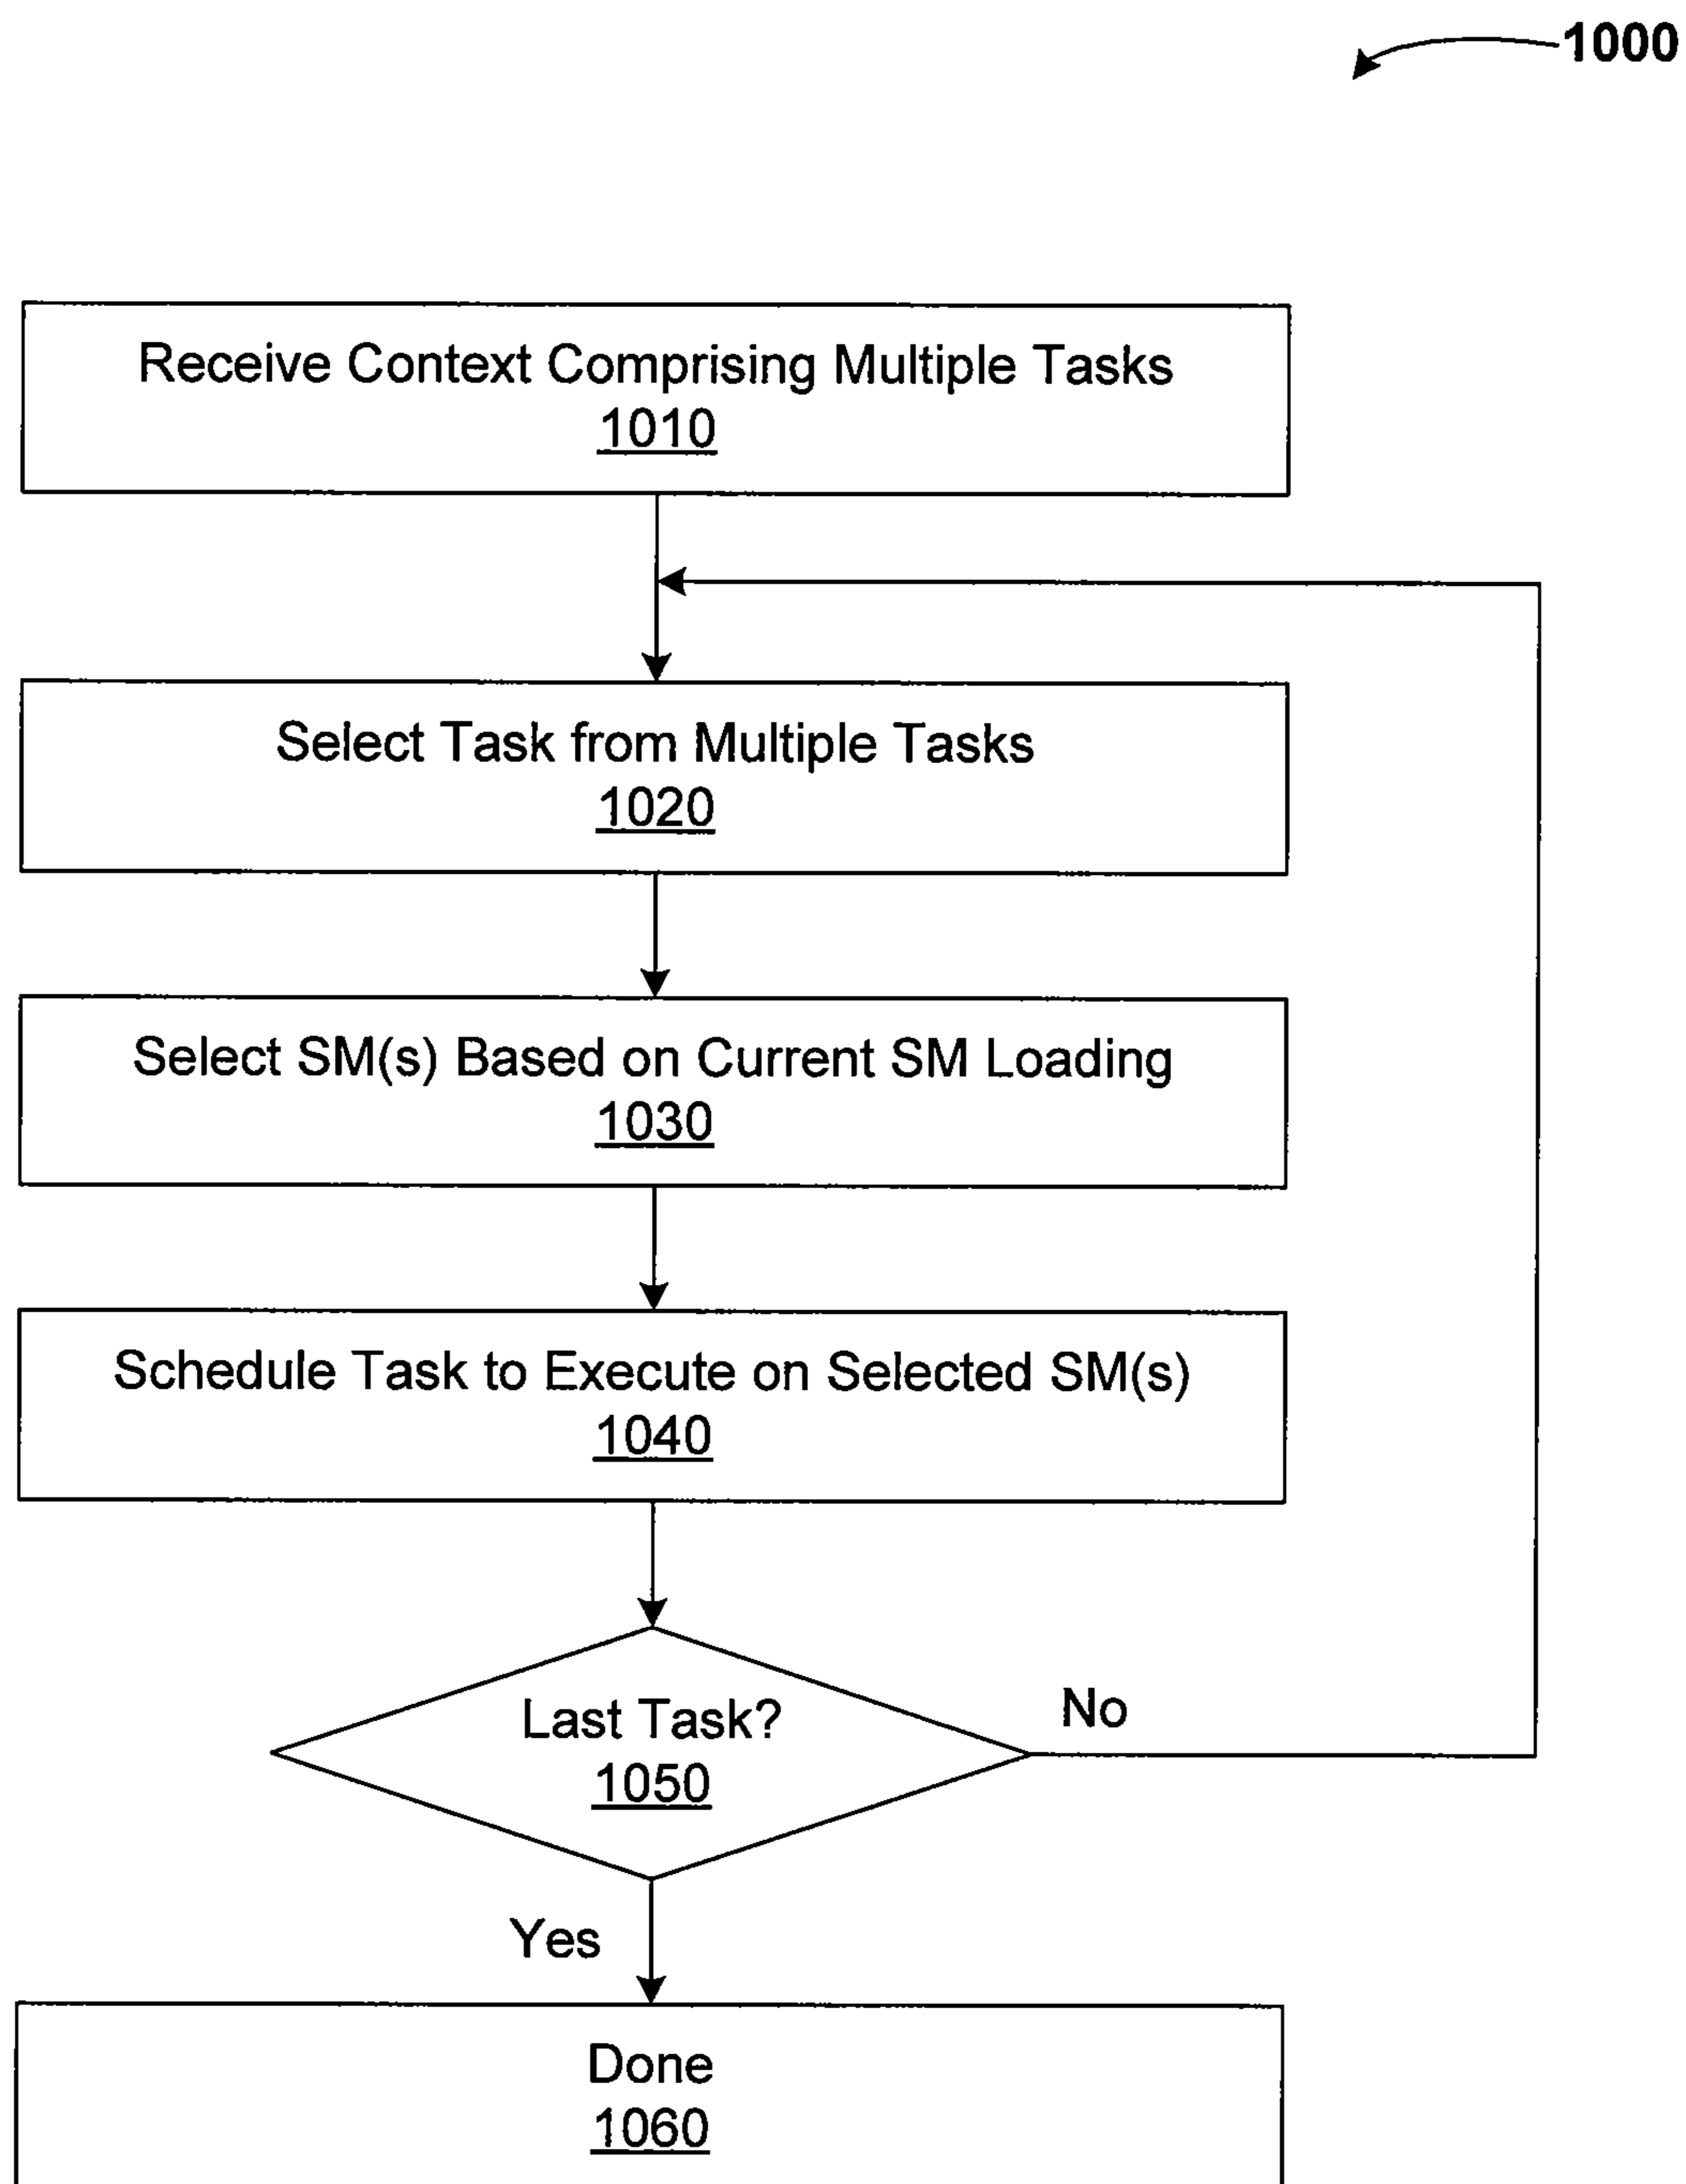 1000
Receive Context Comprising Multiple Tasks
1010
Select Task from Multiple Tasks
1020
Select SM(s) Based on Current SM Loading
1030
Schedule Task to Execute on Selected SM(s)
1040
Last Task?
1050
No
Yes
Done
1060